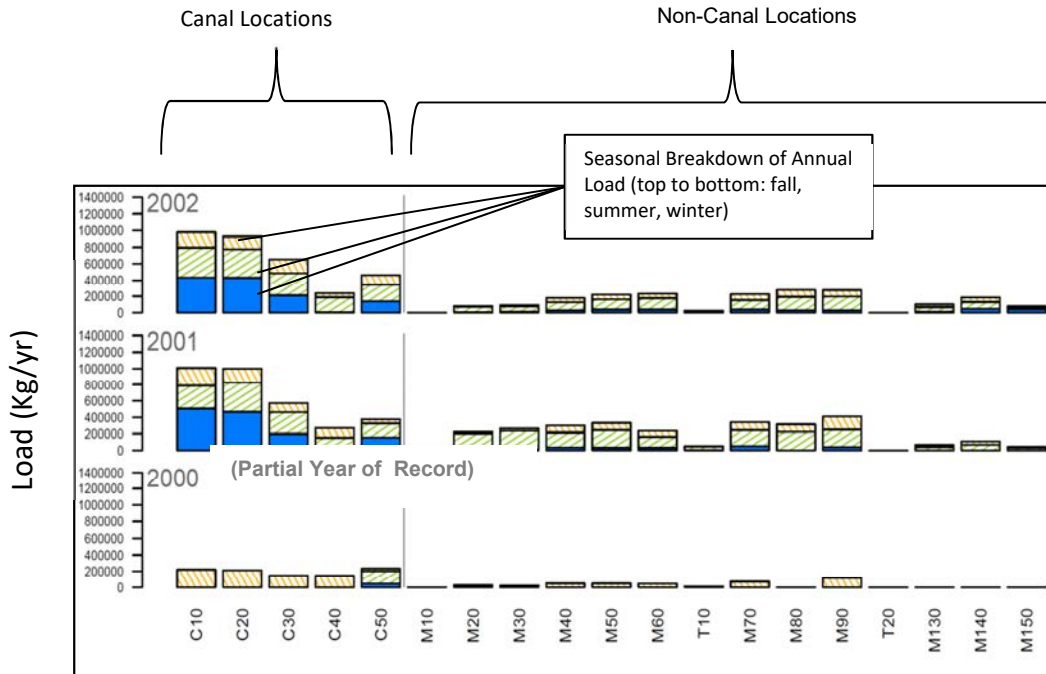 Canal Locations
Non-Canal Locations
Seasonal Breakdown of Annual
Load (top to bottom: fall,
summer, winter)
Load (Kg/yr)
1400000
1200000
1000000
800000
600000
400000
200000
0
2002
1400000
1200000
1000000
800000
600000
400000
200000
0
2001
(Partial Year of Record)
1400000
1200000
1000000
800000
600000
400000
200000
0
2000
C10
C20
C30
C40
C50
M10
M20
M30
M40
M50
M60
T10
M70
M80
M90
T20
M130
M140
M150